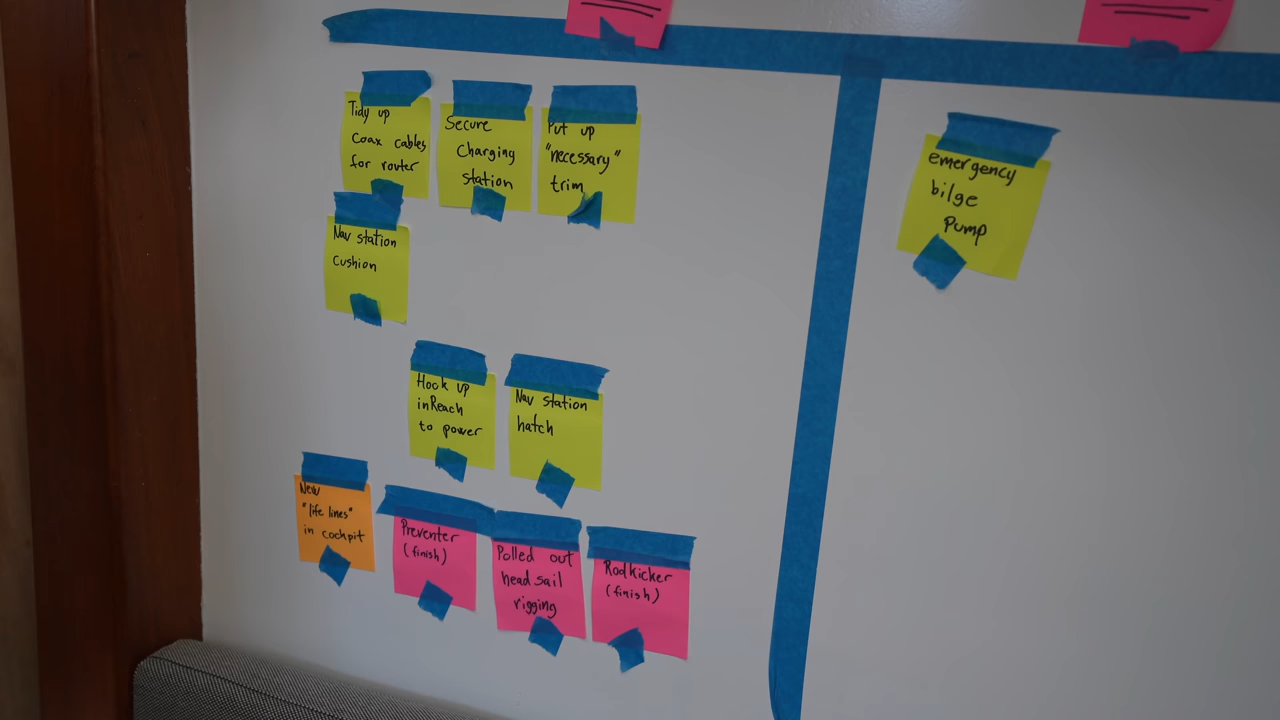 Tidy up
Coax cables
for router
Secure
Charging
station
Put up
"necessary"
trim
Nav station
Cushion
Hook up
inReach
to power
Nav station
hatch
New
"life lines"
in cockpit
Preventer
(finish)
Polled out
head sail
rigging
Rodkicker
(finish)
emergency
bilge
Pump